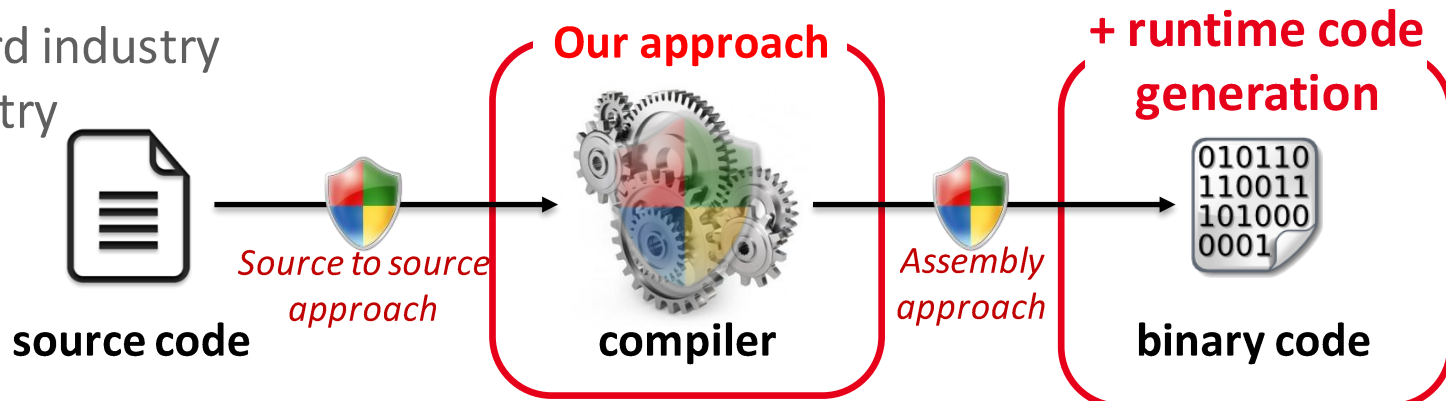 rd industry
try
Our approach
+ runtime code
generation
010110
110011
101000
0001
Source to source
approach
Assembly
approach
source code
compiler
binary code